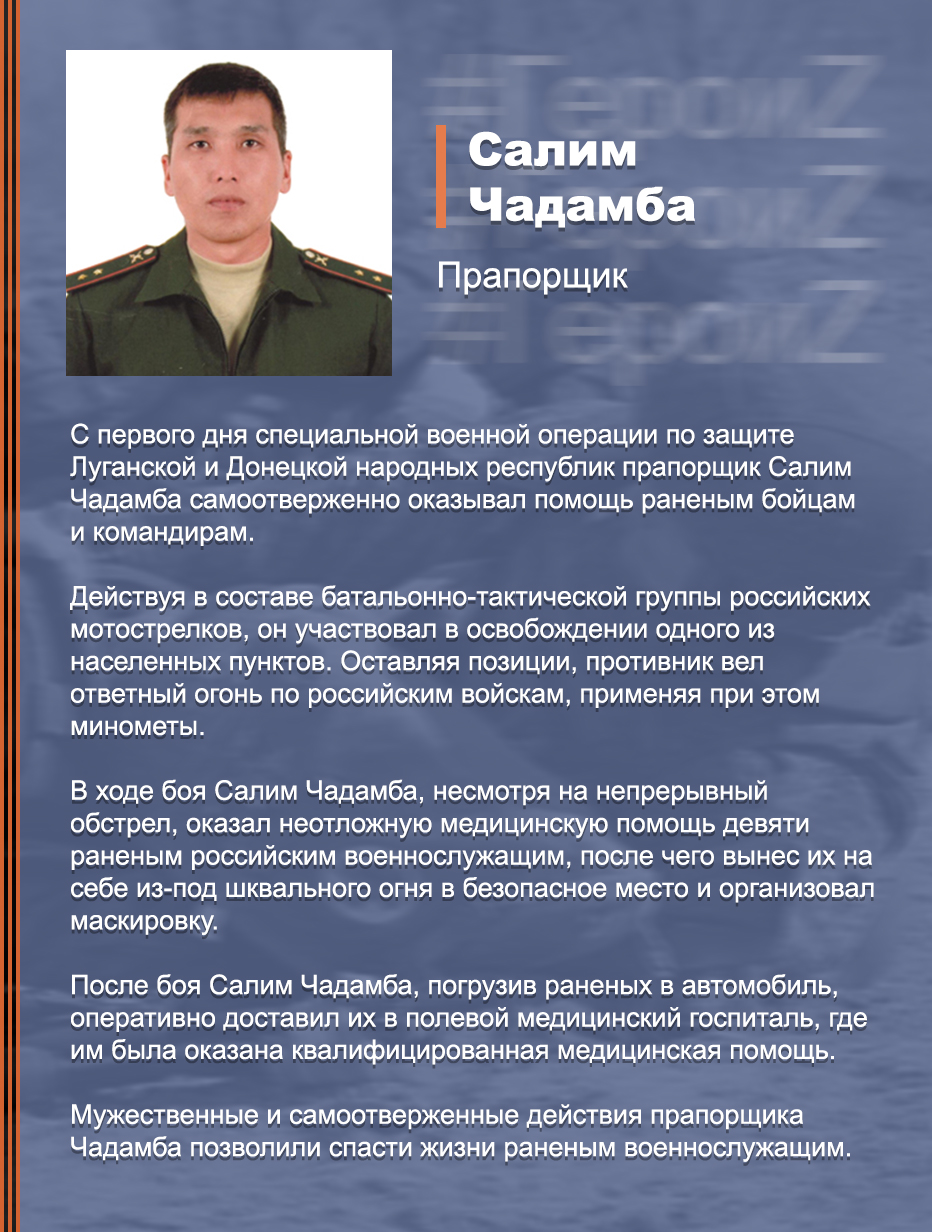 #ГероиZ
Салим
#ГероиZ
Чадамба
Прапорщик
#ГероиZ
С первого дня специальной военной операции по защите
Луганской и Донецкой народных республик прапорщик Салим
Чадамба самоотверженно оказывал помощь раненым бойцам
и командирам.
Действуя в составе батальонно-тактической группы российских
мотострелков, он участвовал в освобождении одного из
населенных пунктов. Оставляя позиции, противник вел
ответный огонь по российским войскам, применяя при этом
минометы.
В ходе боя Салим Чадамба, несмотря на непрерывный
обстрел, оказал неотложную медицинскую помощь девяти
раненым российским военнослужащим, после чего вынес их на
себе из-под шквального огня в безопасное место и организовал
маскировку.
После боя Салим Чадамба, погрузив раненых в автомобиль,
оперативно доставил их в полевой медицинский госпиталь, где
им была оказана квалифицированная медицинская помощь.
Мужественные и самоотверженные действия прапорщика
Чадамба позволили спасти жизни раненым военнослужащим.